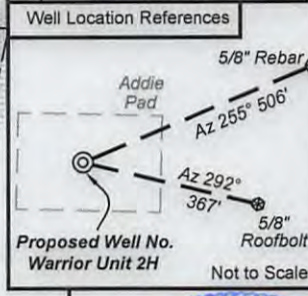 Well Location References
5/8" Rebar
Addie
Pad
Az 255° 506'
Az 292°
367'
5/8"
Roofbolt
Proposed Well No.
Warrior Unit 2H
Not to Scale